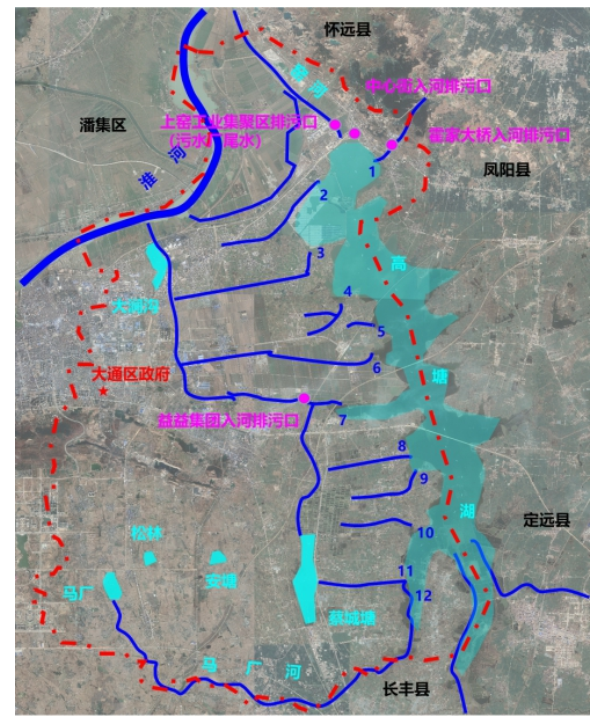 怀远县
窑河
中心街入河排污口
潘集区
上窑工业集聚区排污口
（污水厂尾水）
崔家大桥入河排污口
淮河
1
凤阳县
2
3
高
大涧沟
4
5
6
大通区政府
塘
7
益益集团入河排污口
8
9
湖
定远县
10
松林
安塘
马厂
11
12
蔡城塘
马厂河
长丰县